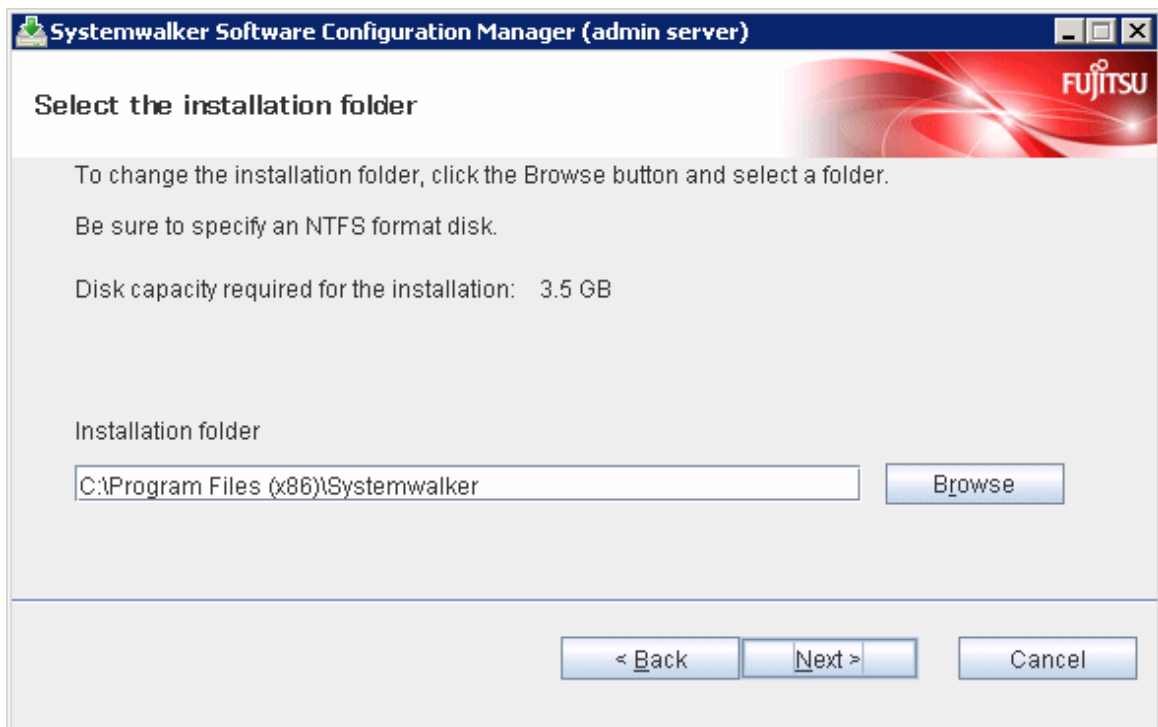 Systemwalker Software Configuration Manager (admin server)
FUJITSU
Select the installation folder
To change the installation folder, click the Browse button and select a folder.
Be sure to specify an NTFS format disk.
Disk capacity required for the installation: 3.5 GB
Installation folder
C:\Program Files (x86)\Systemwalker
Browse
< Back Next > Cancel